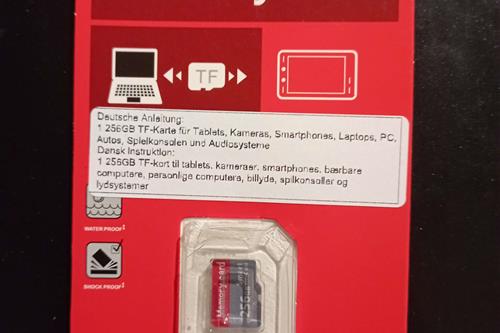 TF
Deutsche Anleitung:
1 256GB TF-Karte für Tablets, Kameras, Smartphones, Laptops, PC,
Autos, Spielkonsolen und Audiosysteme
Dansk Instruktion:
1 256GB TF-kort til tablets, kameraer, smartphones, bærbare
computere, personlige computere, billyde, spilkonsoller og
lydsystemer
WATER PROOF
SHOCK PROOF
Memory card
256